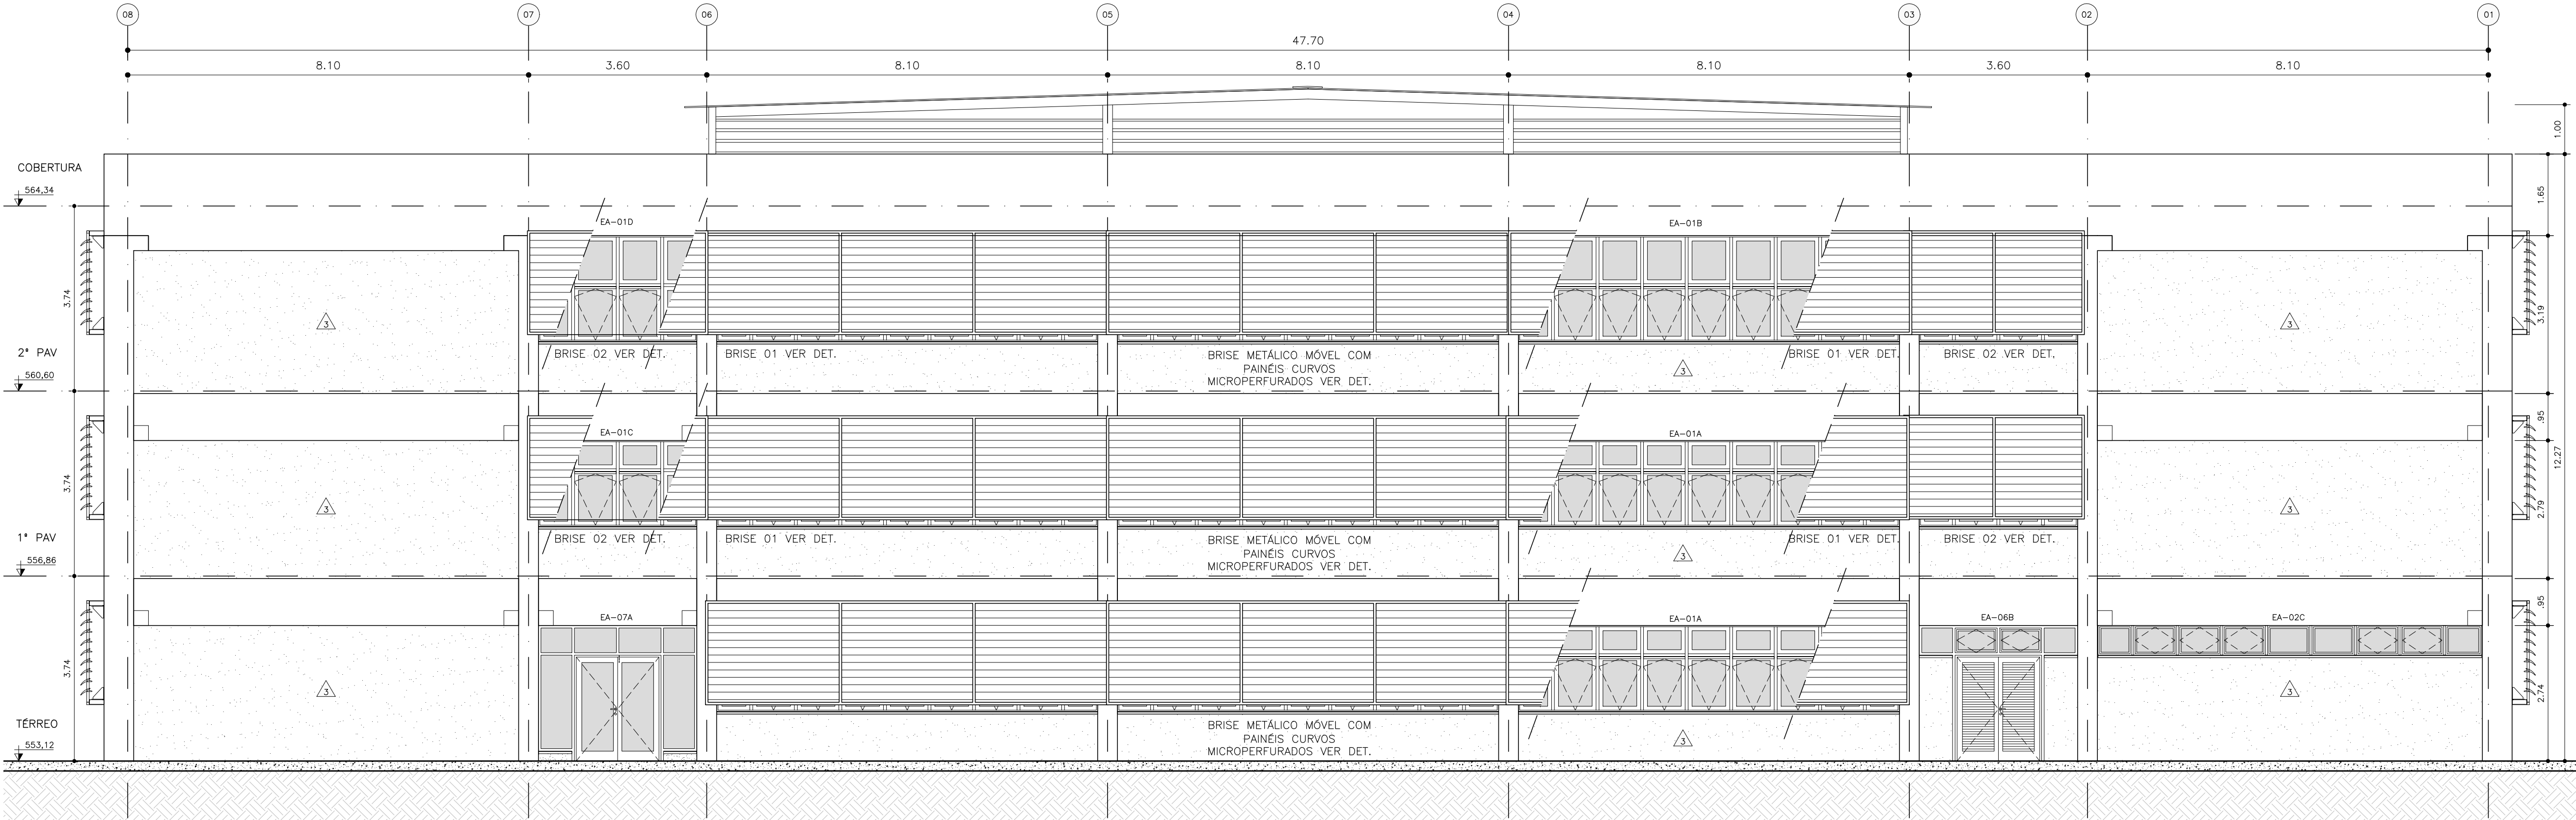 08 07 06 05 04 03 02 01
47.70
8.10 3.60 8.10 8.10 8.10 3.60 8.10
1.00
COBERTURA
564,34
1.65
EA-01D EA-01B
3.74
3 3
3.19
2º PAV
BRISE 02 VER DET. BRISE 01 VER DET. BRISE METÁLICO MÓVEL COM BRISE 01 VER DET. BRISE 02 VER DET.
PAINÉIS CURVOS 3
560,60
MICROPERFURADOS VER DET.
.95
EA-01C EA-01A
12.27
3.74
3 3
2.79
1º PAV
BRISE 02 VER DET. BRISE 01 VER DET. BRISE METÁLICO MÓVEL COM BRISE 01 VER DET. BRISE 02 VER DET.
PAINÉIS CURVOS 3
556,86
MICROPERFURADOS VER DET.
.95
EA-07A EA-01A EA-06B EA-02C
3.74
3 3
2.74
TÉRREO
BRISE METÁLICO MÓVEL COM
PAINÉIS CURVOS 3
553,12
MICROPERFURADOS VER DET.